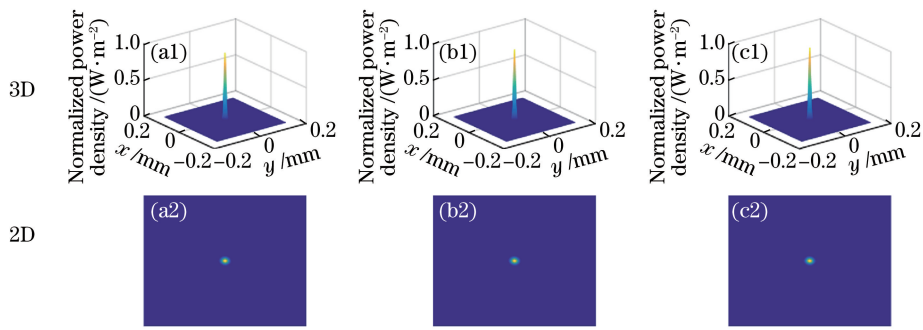 3D
Normalized power
density /(W·m⁻²)
1.0
0.5
0
(a1)
0.2
0
−0.2
x /mm
−0.2
0
0.2
y /mm
Normalized power
density /(W·m⁻²)
1.0
0.5
0
(b1)
0.2
0
−0.2
x /mm
−0.2
0
0.2
y /mm
Normalized power
density /(W·m⁻²)
1.0
0.5
0
(c1)
0.2
0
−0.2
x /mm
−0.2
0
0.2
y /mm
2D
(a2)
(b2)
(c2)